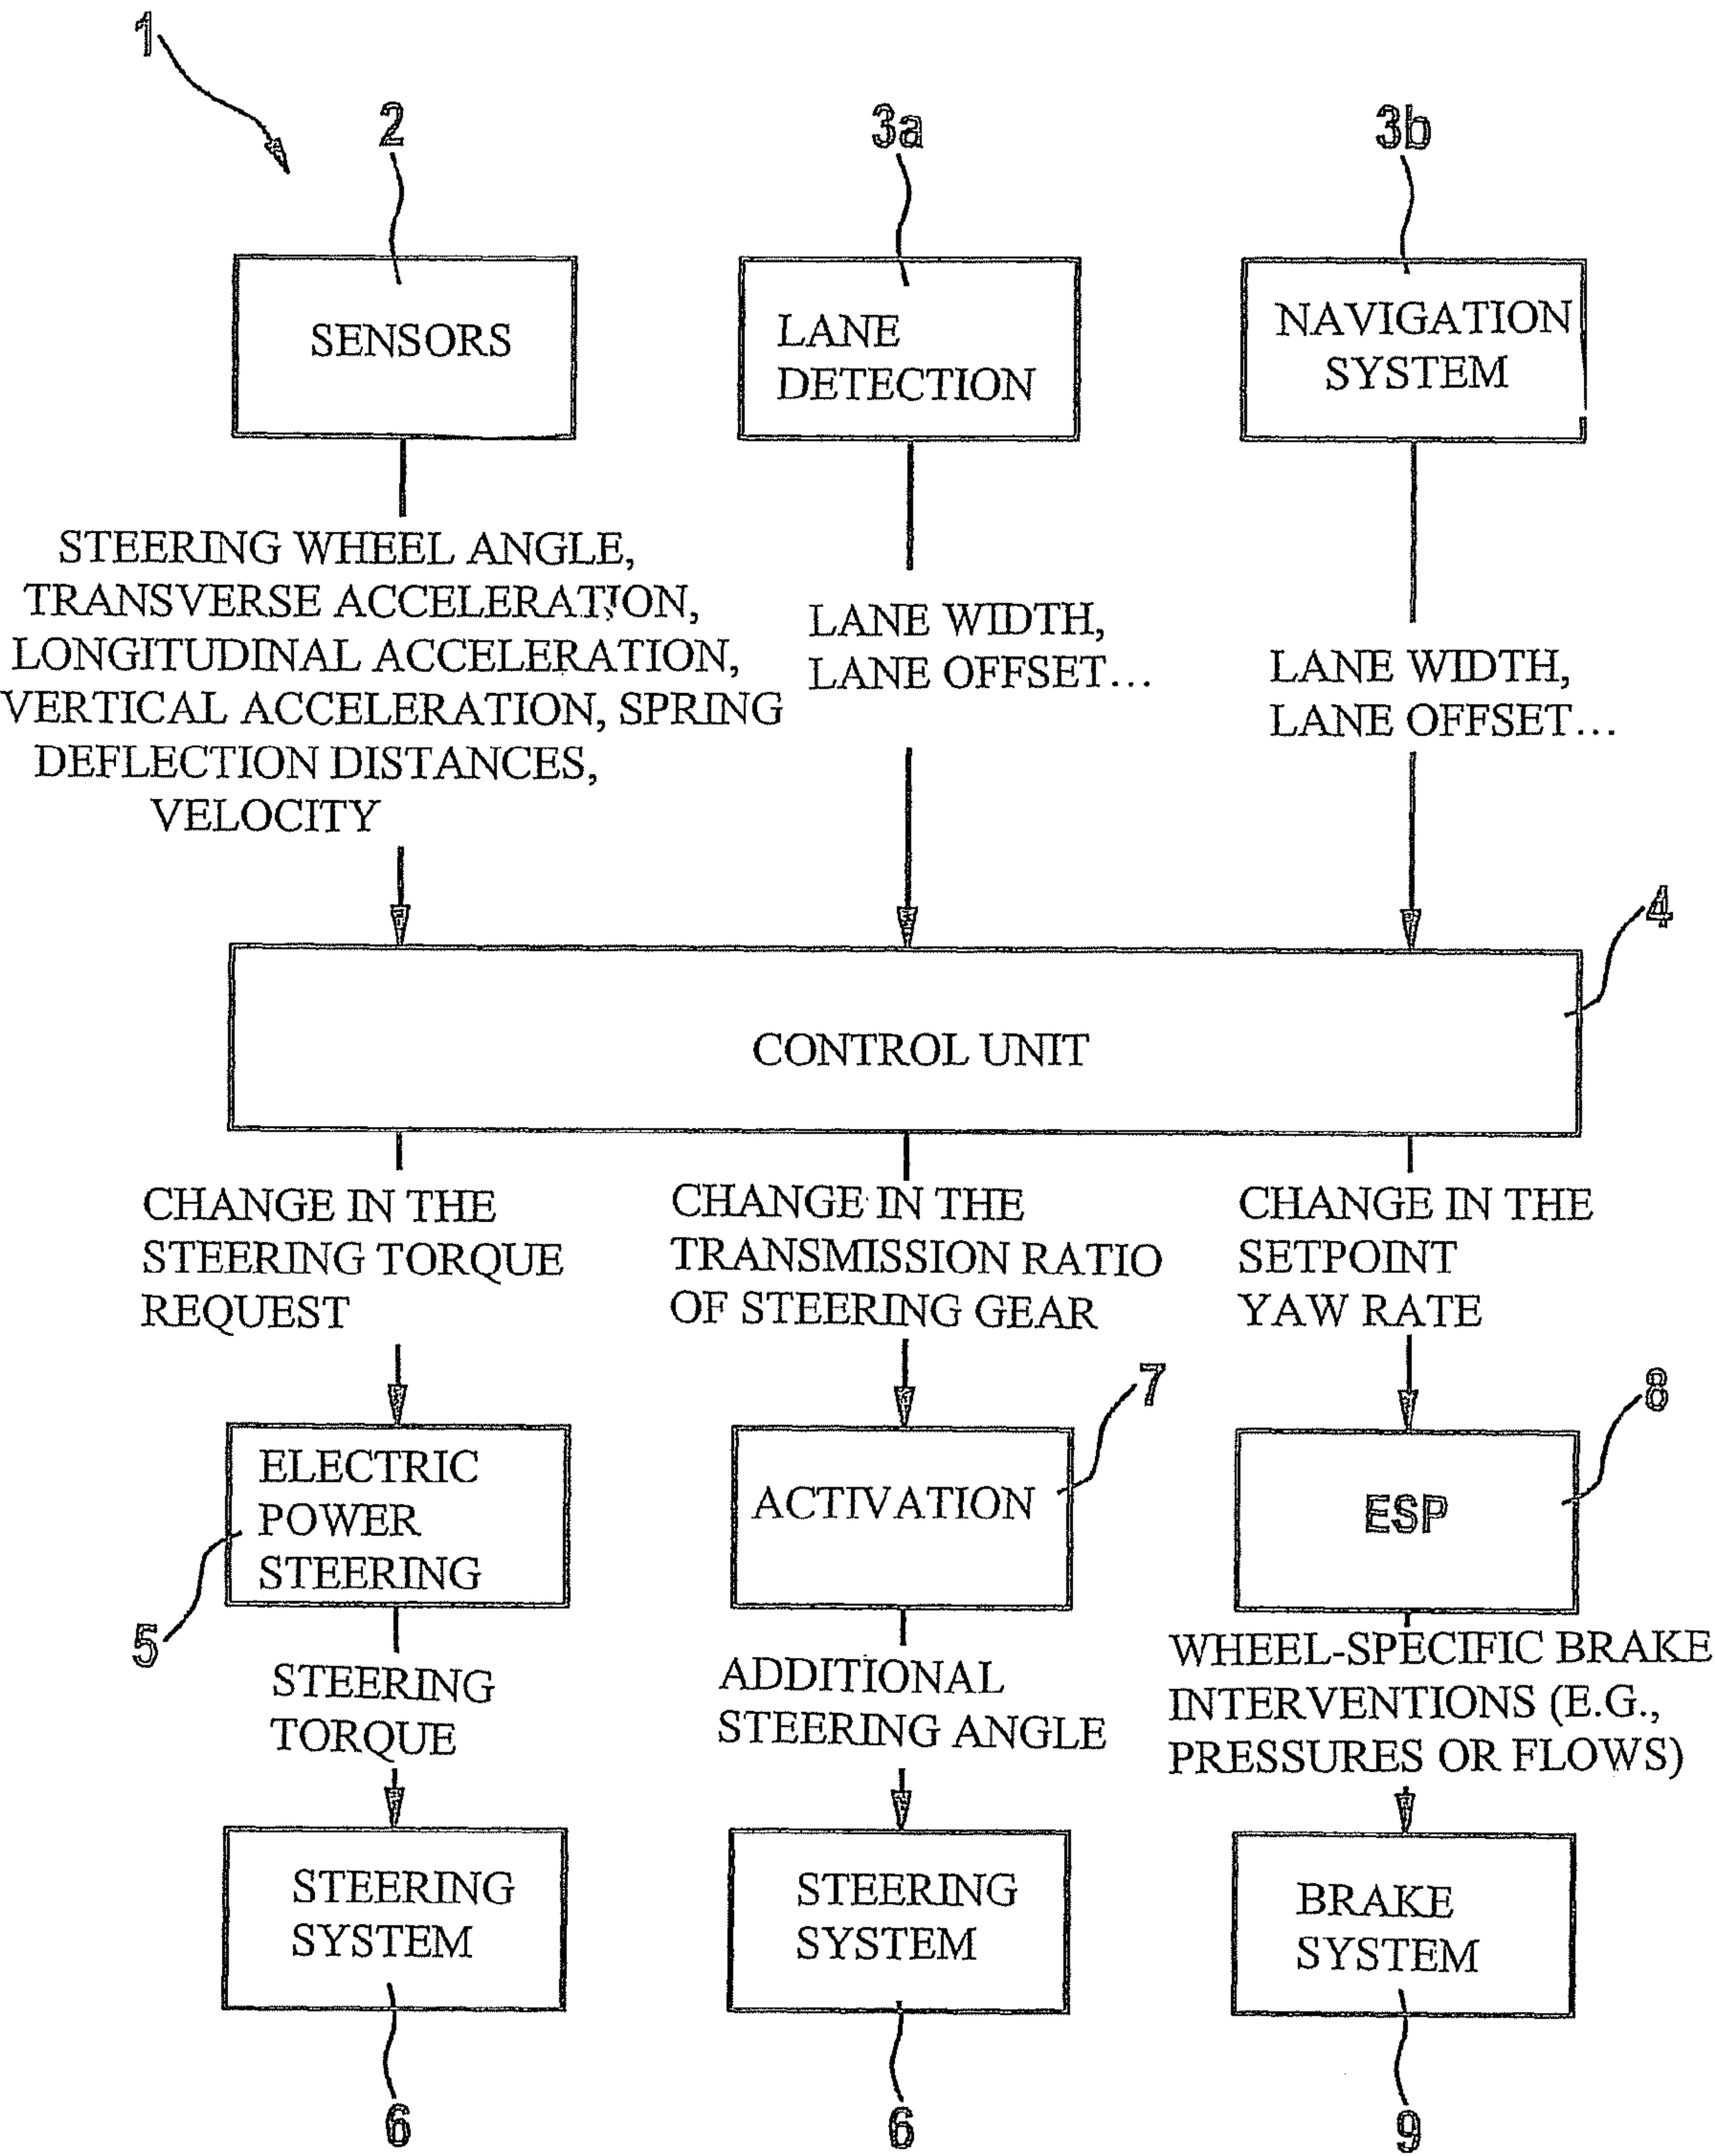 1
2
3a
3b
SENSORS
LANE
DETECTION
NAVIGATION
SYSTEM
STEERING WHEEL ANGLE,
TRANSVERSE ACCELERATION,
LONGITUDINAL ACCELERATION,
VERTICAL ACCELERATION, SPRING
DEFLECTION DISTANCES,
VELOCITY
LANE WIDTH,
LANE OFFSET...
LANE WIDTH,
LANE OFFSET...
4
CONTROL UNIT
CHANGE IN THE
STEERING TORQUE
REQUEST
CHANGE IN THE
TRANSMISSION RATIO
OF STEERING GEAR
CHANGE IN THE
SETPOINT
YAW RATE
ELECTRIC
POWER
STEERING
5
ACTIVATION
7
ESP
8
STEERING
TORQUE
ADDITIONAL
STEERING ANGLE
WHEEL-SPECIFIC BRAKE
INTERVENTIONS (E.G.,
PRESSURES OR FLOWS)
STEERING
SYSTEM
STEERING
SYSTEM
BRAKE
SYSTEM
6
6
9